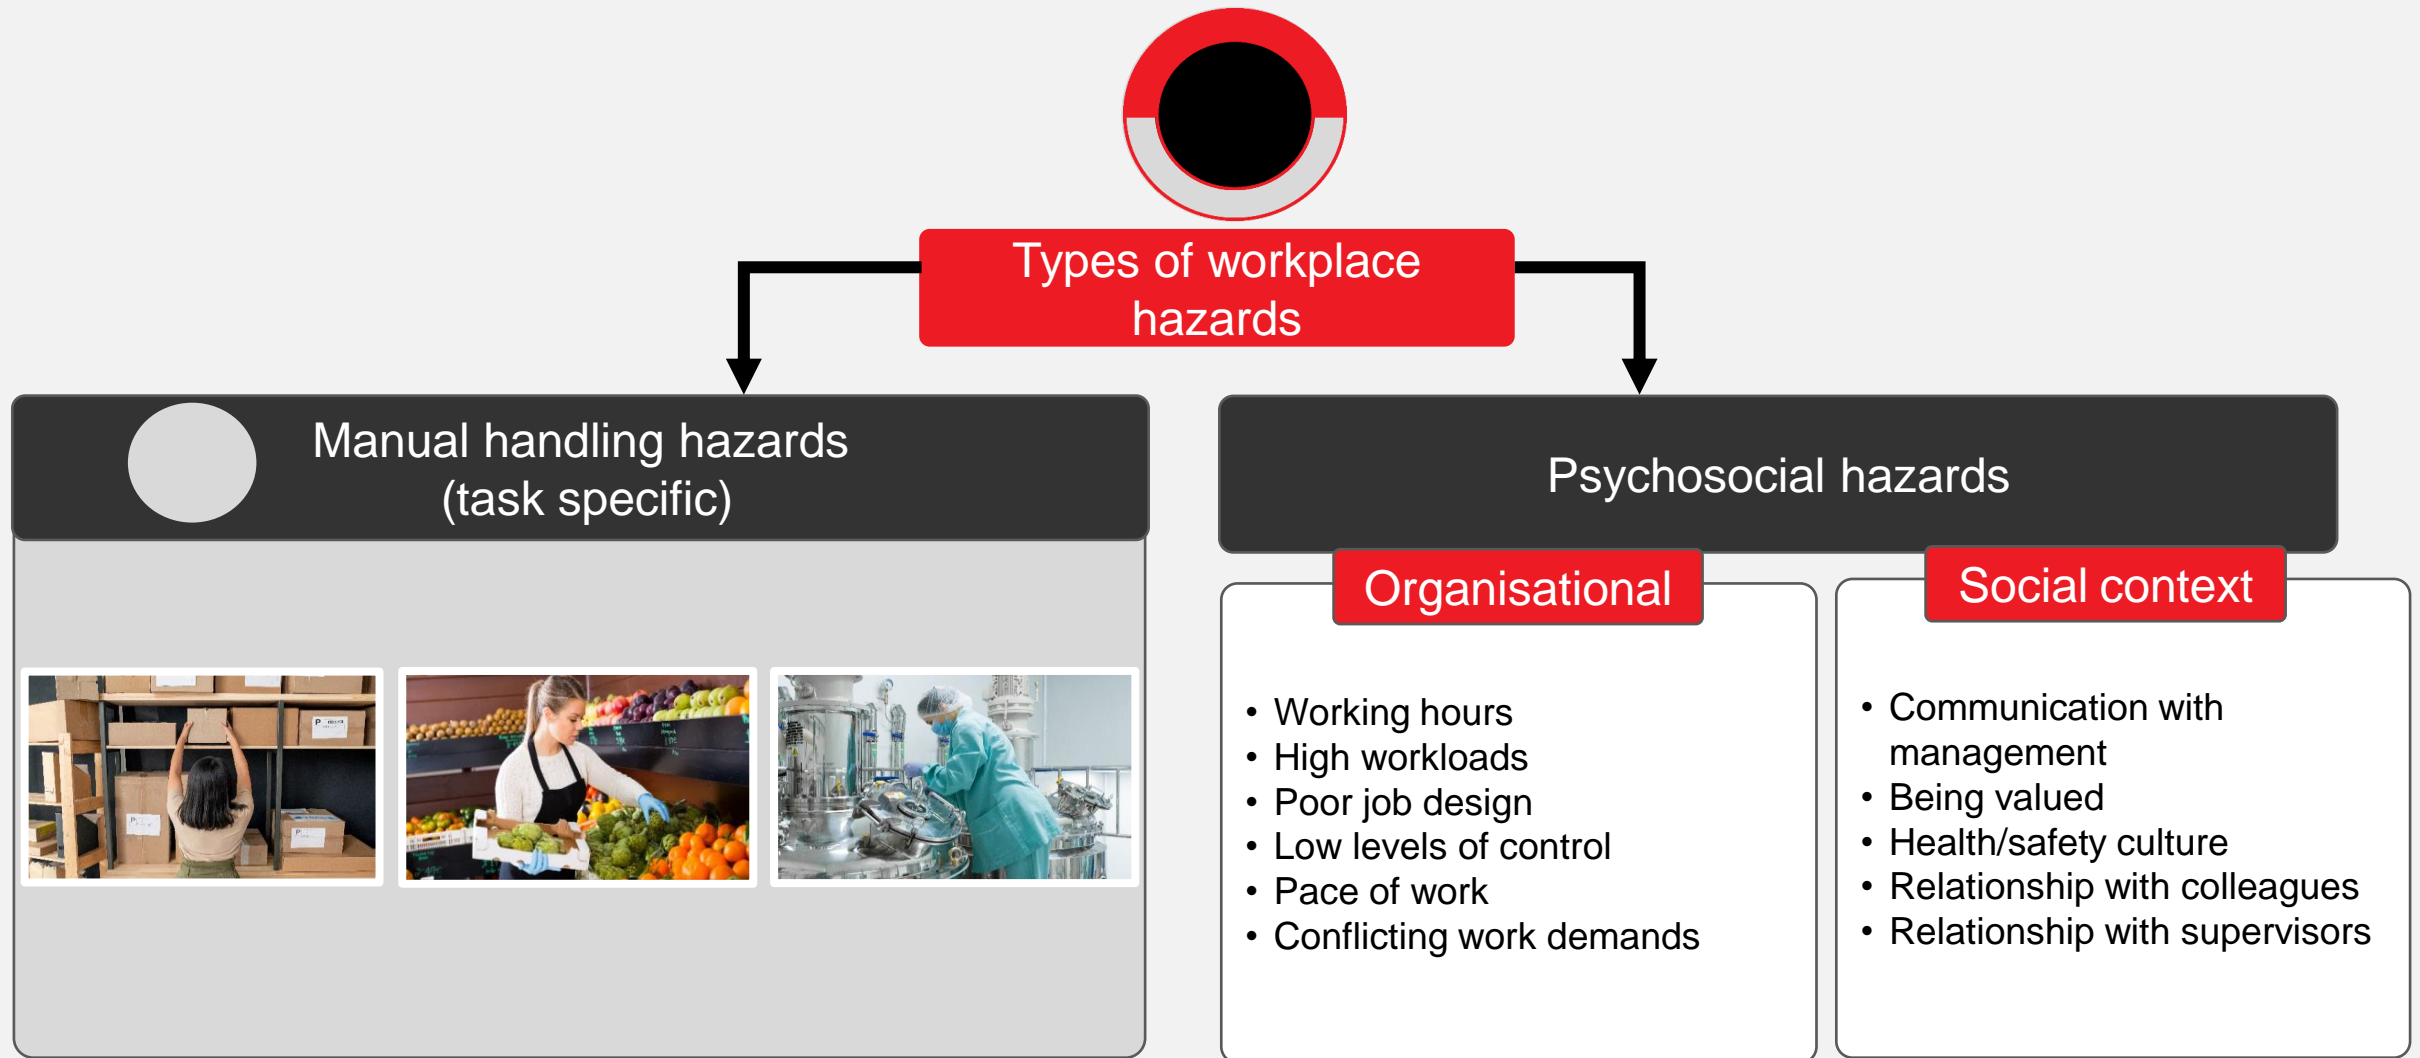 Types of workplace
hazards
Manual handling hazards
(task specific)
Psychosocial hazards
Organisational
• Working hours
• High workloads
• Poor job design
• Low levels of control
• Pace of work
• Conflicting work demands
Social context
• Communication with
management
• Being valued
• Health/safety culture
• Relationship with colleagues
• Relationship with supervisors